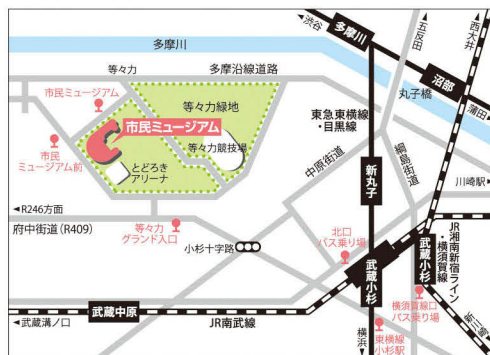 渋谷
多摩川
五反田
西大井
多摩川
等々力
多摩沿線道路
沼部
蒲田
丸子橋
市民ミュージアム
等々力緑地
東急東横線
・目黒線
市民ミュージアム
等々力競技場
中原街道
綱島街道
市民
ミュージアム前
とどろき
アリーナ
新丸子
川崎駅
R246方面
等々力
グランド入口
府中街道(R409)
小杉十字路
北口
バス乗り場
武蔵小杉
武蔵小杉
JR湘南新宿ライン
・横須賀線
武蔵中原
JR南武線
横須賀線口
バス乗り場
武蔵溝ノ口
横浜
東横線
小杉駅
新川崎